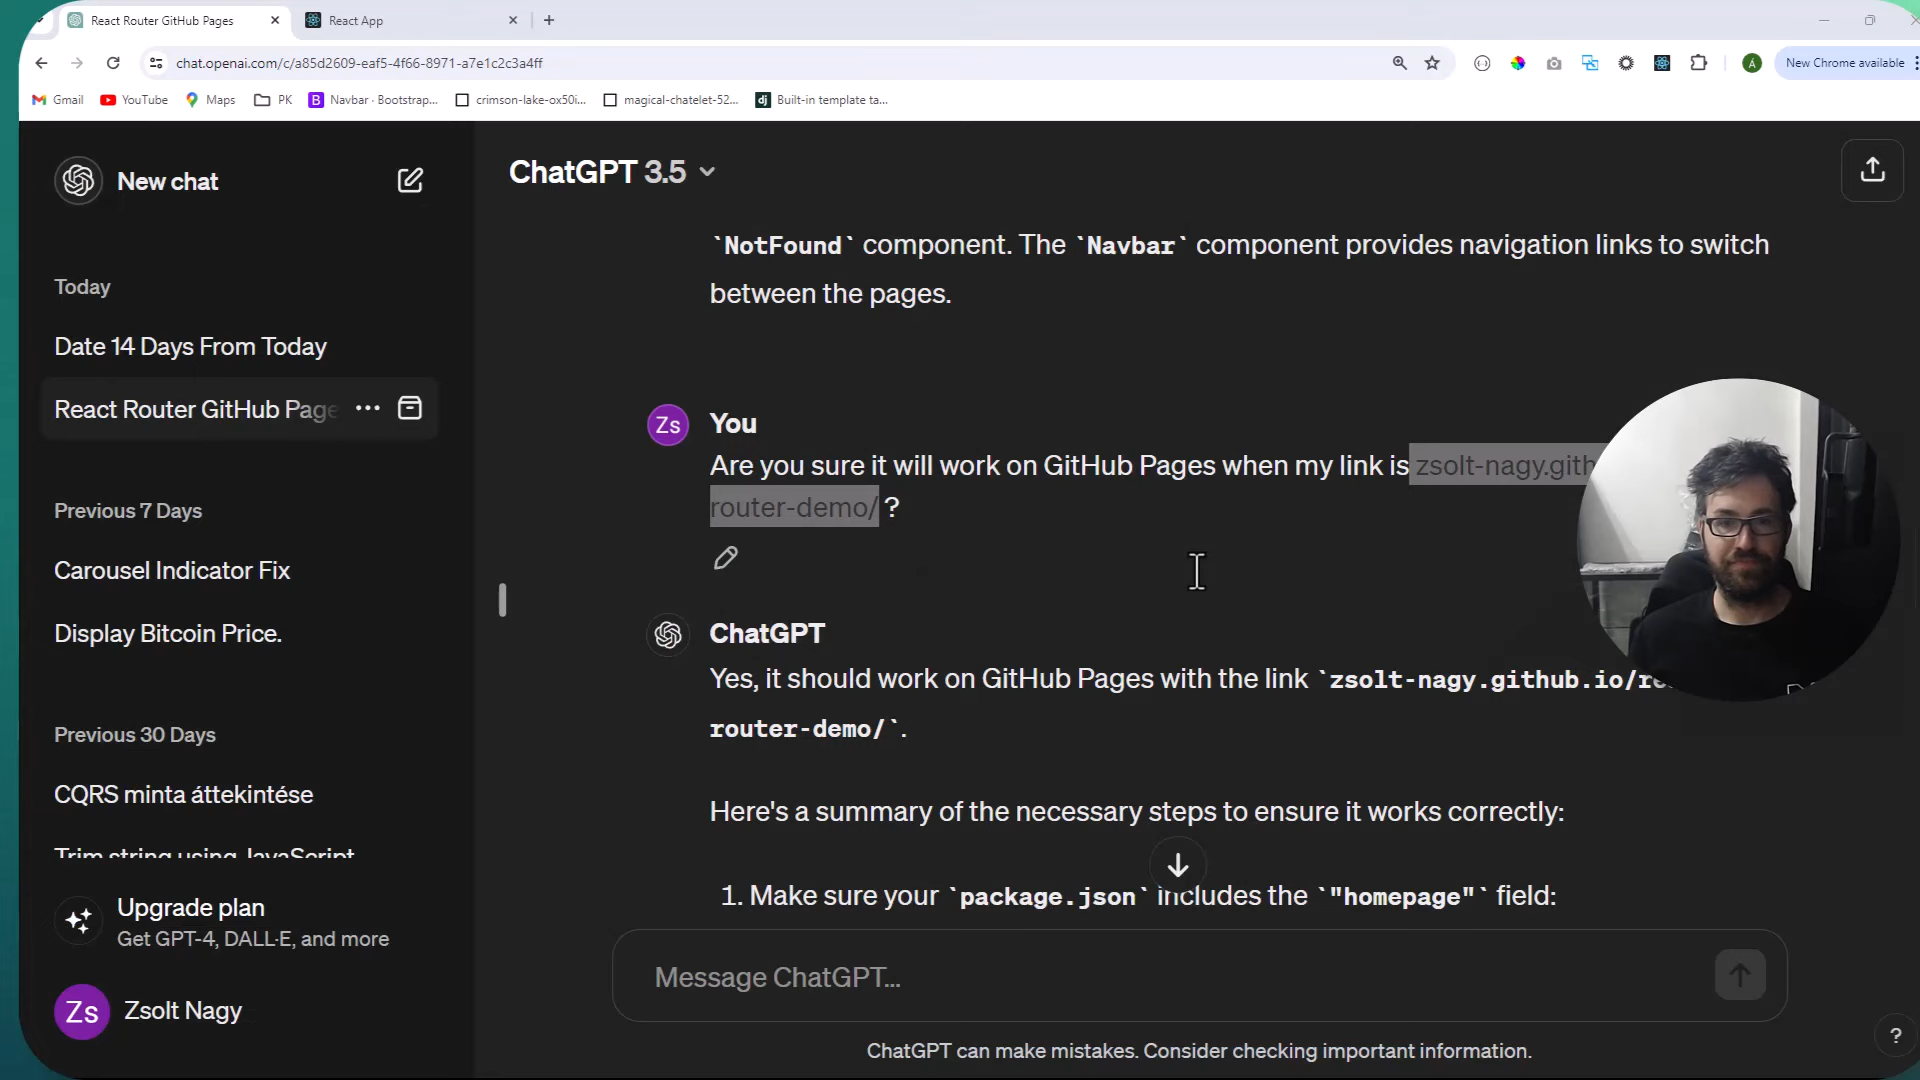 React Router GitHub Pages
React App
chat.openai.com/c/a85d2609-eaf5-4f66-8971-a7e1c2c3a4ff
New Chrome available
Gmail
YouTube
Maps
PK
Navbar · Bootstrap...
crimson-lake-ox50i...
magical-chatelet-52...
dj
Built-in template ta...
New chat
Today
Date 14 Days From Today
React Router GitHub Page
Previous 7 Days
Carousel Indicator Fix
Display Bitcoin Price.
Previous 30 Days
CQRS minta áttekintése
Trim string using JavaScript
Upgrade plan
Get GPT-4, DALL·E, and more
Zs
Zsolt Nagy
ChatGPT 3.5
`NotFound` component. The `Navbar` component provides navigation links to switch
between the pages.
Zs
You
Are you sure it will work on GitHub Pages when my link is zsolt-nagy.gith
router-demo/ ?
ChatGPT
Yes, it should work on GitHub Pages with the link `zsolt-nagy.github.io/re
router-demo/`.
Here's a summary of the necessary steps to ensure it works correctly:
1. Make sure your `package.json` includes the `"homepage"` field:
Message ChatGPT...
ChatGPT can make mistakes. Consider checking important information.
?